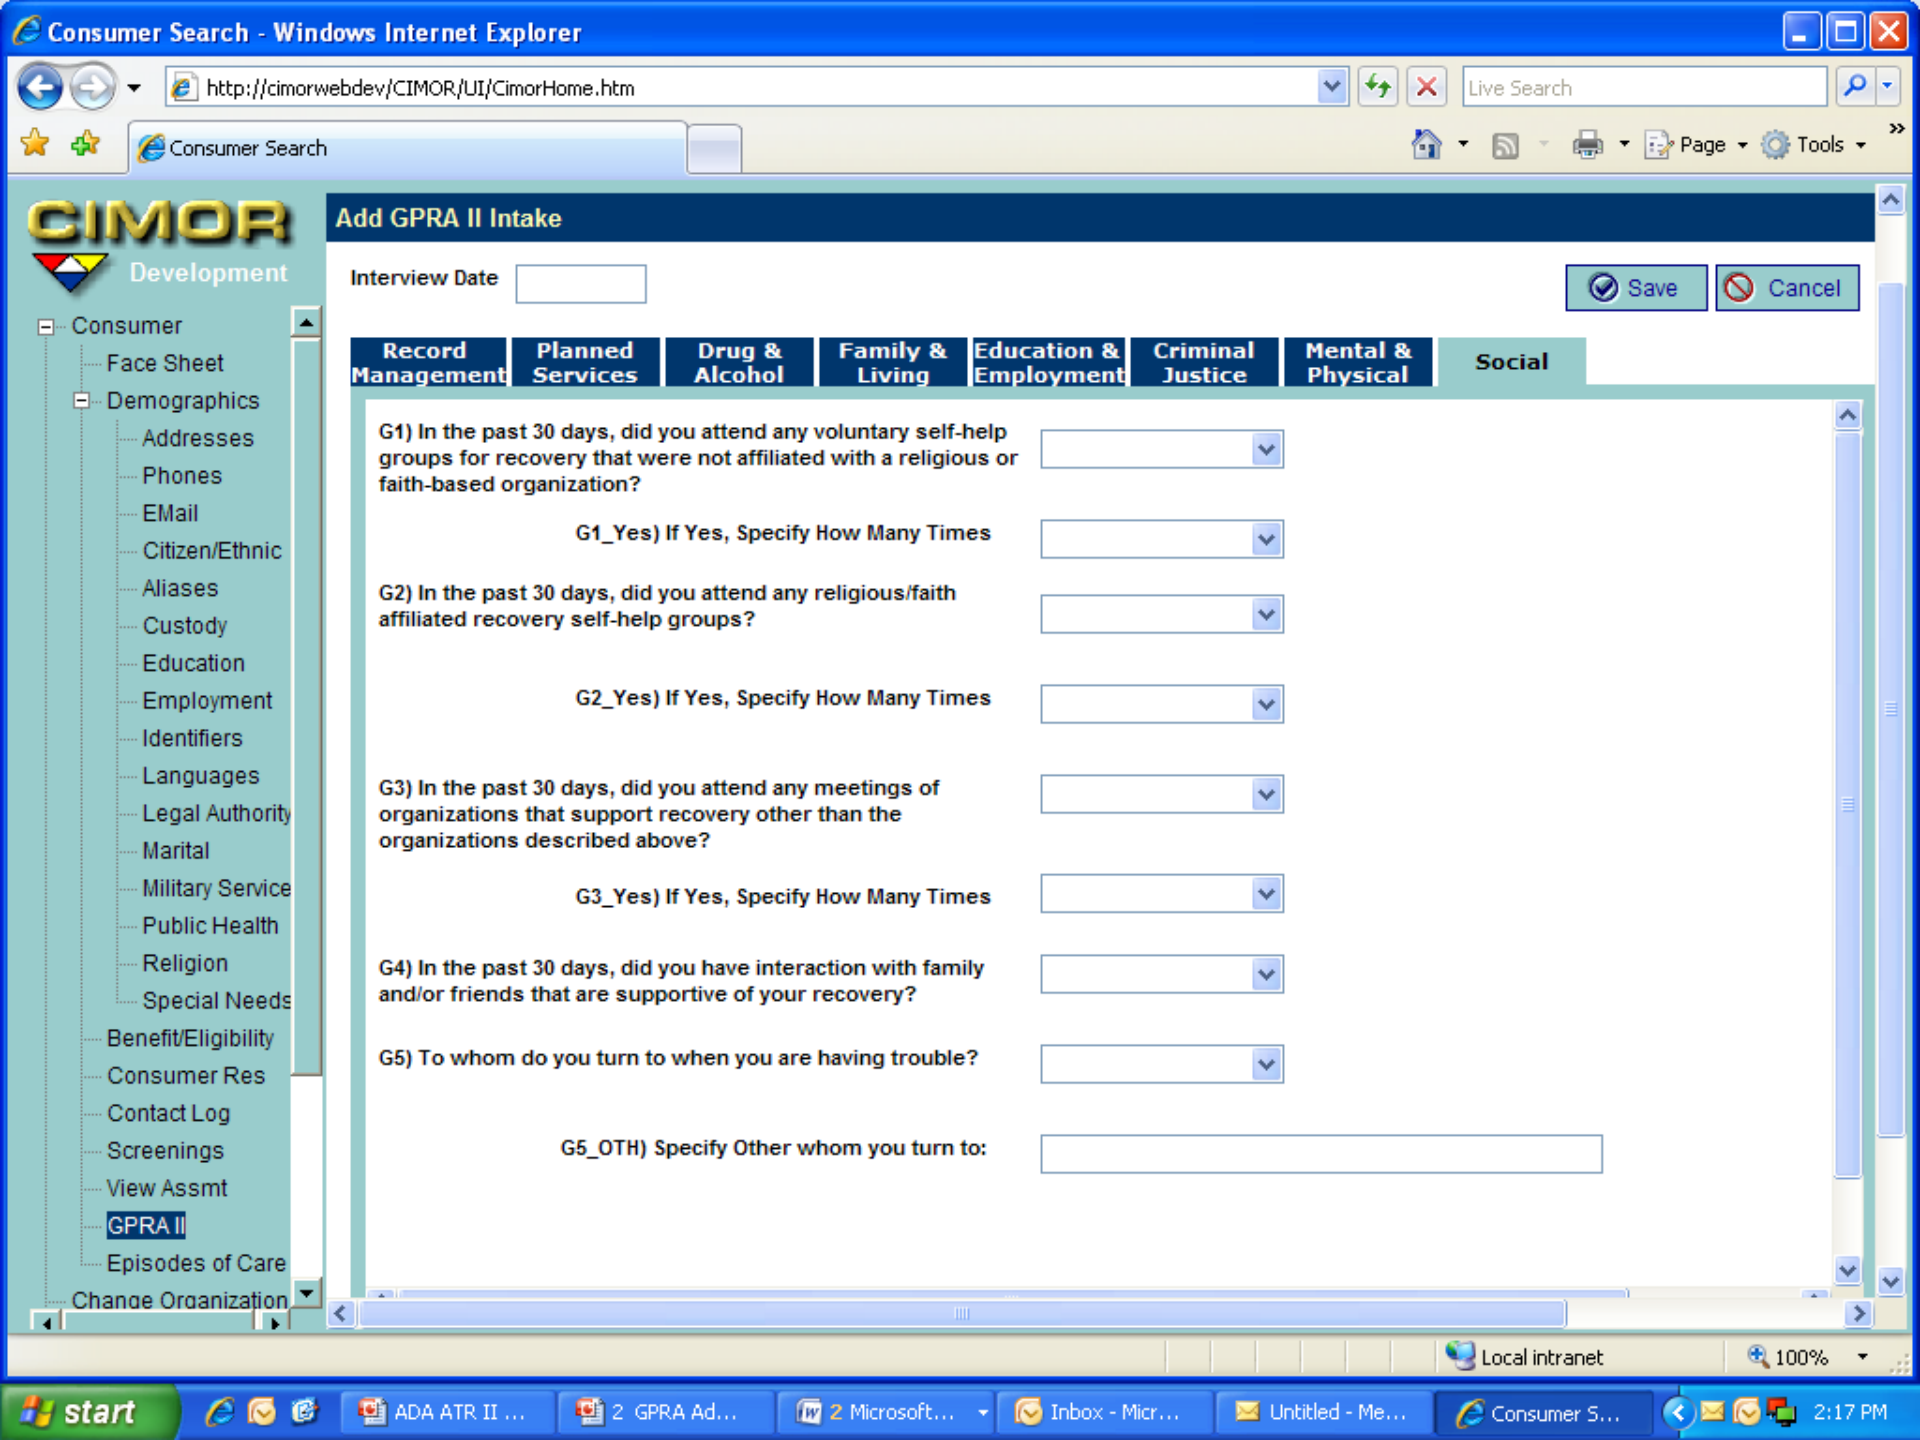 Consumer Search - Windows Internet Explorer
http://cimorwebdev/CIMOR/UI/CimorHome.htm
Live Search
Consumer Search
Page
Tools
CIMOR
Development
Consumer
Face Sheet
Demographics
Addresses
Phones
EMail
Citizen/Ethnic
Aliases
Custody
Education
Employment
Identifiers
Languages
Legal Authority
Marital
Military Service
Public Health
Religion
Special Needs
Benefit/Eligibility
Consumer Res
Contact Log
Screenings
View Assmt
GPRA II
Episodes of Care
Change Organization
Add GPRA II Intake
Interview Date
Save
Cancel
Record
Management
Planned
Services
Drug &
Alcohol
Family &
Living
Education &
Employment
Criminal
Justice
Mental &
Physical
Social
G1) In the past 30 days, did you attend any voluntary self-help
groups for recovery that were not affiliated with a religious or
faith-based organization?
G1_Yes) If Yes, Specify How Many Times
G2) In the past 30 days, did you attend any religious/faith
affiliated recovery self-help groups?
G2_Yes) If Yes, Specify How Many Times
G3) In the past 30 days, did you attend any meetings of
organizations that support recovery other than the
organizations described above?
G3_Yes) If Yes, Specify How Many Times
G4) In the past 30 days, did you have interaction with family
and/or friends that are supportive of your recovery?
G5) To whom do you turn to when you are having trouble?
G5_OTH) Specify Other whom you turn to:
Local intranet
100%
start
ADA ATR II ...
2 GPRA Ad...
2 Microsoft...
Inbox - Micr...
Untitled - Me...
Consumer S...
2:17 PM